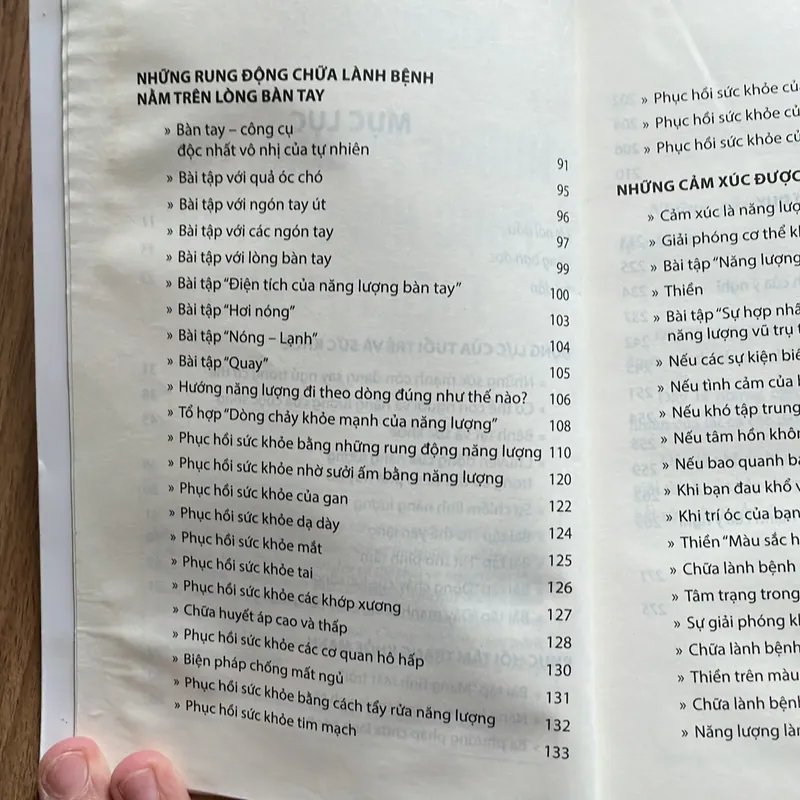 NHỮNG RUNG ĐỘNG CHỮA LÀNH BỆNH
NẰM TRÊN LÒNG BÀN TAY
» Bàn tay – công cụ
độc nhất vô nhị của tự nhiên 91
» Bài tập với quả óc chó 95
» Bài tập với ngón tay út 96
» Bài tập với các ngón tay 97
» Bài tập với lòng bàn tay 99
» Bài tập “Điện tích của năng lượng bàn tay” 100
» Bài tập “Hơi nóng” 103
» Bài tập “Nóng – Lạnh” 104
» Bài tập “Quay” 105
» Hướng năng lượng đi theo dòng đúng như thế nào? 106
» Tổ hợp “Dòng chảy khỏe mạnh của năng lượng” 108
» Phục hồi sức khỏe bằng những rung động năng lượng 110
» Phục hồi sức khỏe nhờ sưởi ấm bằng năng lượng 120
» Phục hồi sức khỏe của gan 122
» Phục hồi sức khỏe dạ dày 124
» Phục hồi sức khỏe mắt 125
» Phục hồi sức khỏe tai 126
» Phục hồi sức khỏe các khớp xương 127
» Chữa huyết áp cao và thấp 128
» Phục hồi sức khỏe các cơ quan hô hấp 130
» Biện pháp chống mất ngủ 131
» Phục hồi sức khỏe bằng cách tẩy rửa năng lượng 132
» Phục hồi sức khỏe tim mạch 133
» Phục hồi sức khỏe
» Phục hồi sức khỏe
» Phục hồi sức khỏe
NHỮNG CẢM XÚC ĐƯỢC
» Cảm xúc là năng
» Giải phóng cơ thể
» Bài tập “Năng lượng
» Thiền
» Bài tập “Sự hợp
năng lượng vũ trụ
» Nếu các sự kiện
» Nếu tình cảm của
» Nếu khó tập trung
» Nếu tâm hồn
» Nếu bao quanh
» Khi bạn đau khổ
» Khi trí óc của bạn
» Thiền “Màu sắc
» Chữa lành bệnh
» Tâm trạng trong
» Sự giải phóng
» Chữa lành bệnh
» Thiền trên màu
» Chữa lành
» Năng lượng